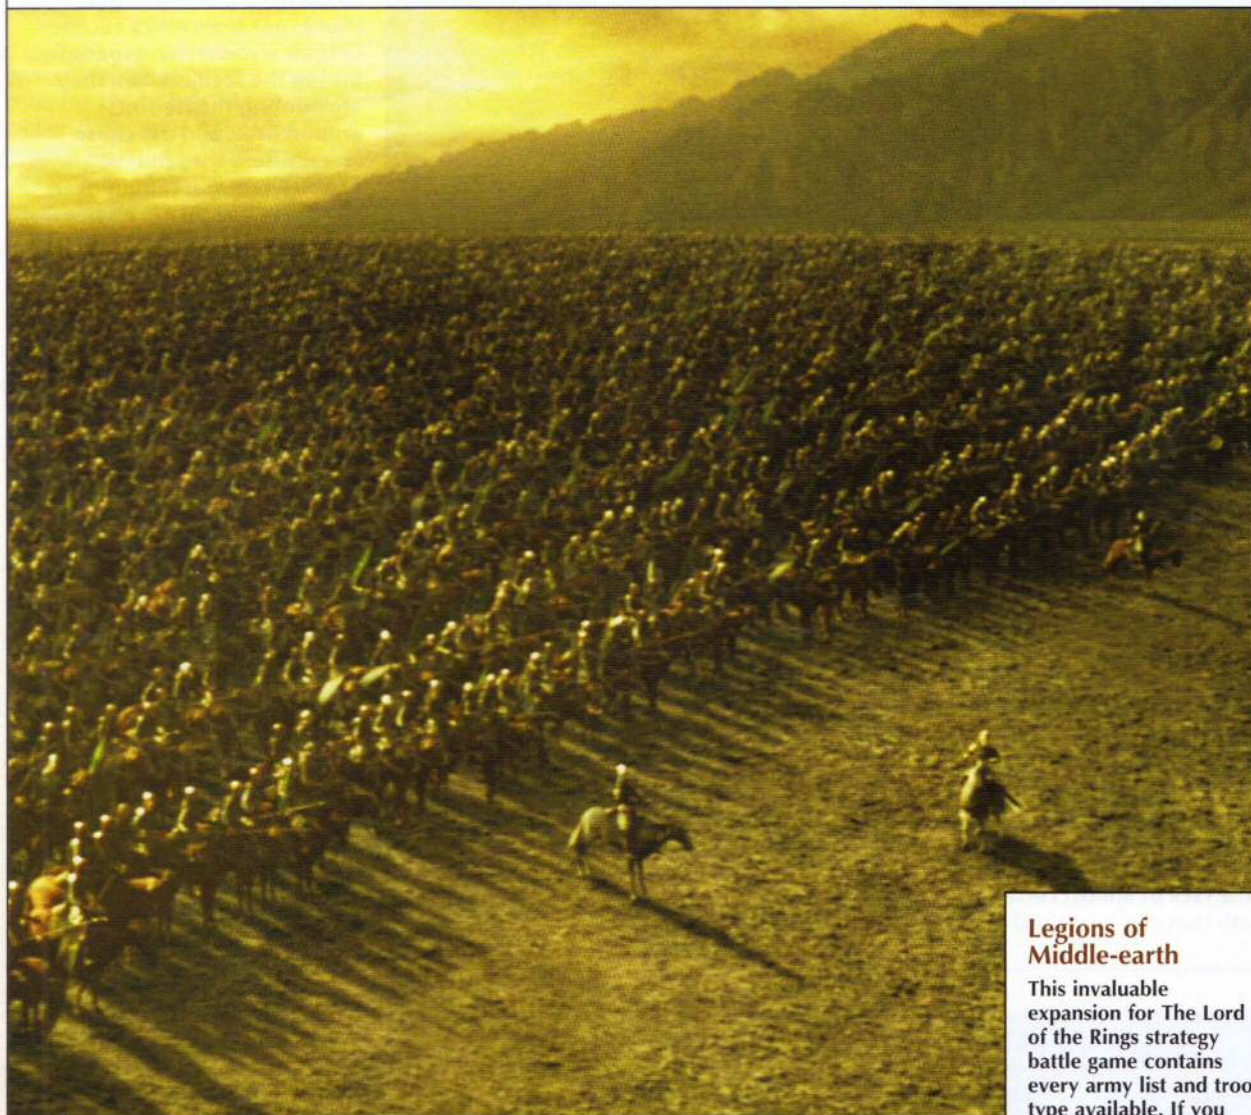 Legions of
Middle-earth
This invaluable
expansion for The Lord
of the Rings strategy
battle game contains
every army list and
type available. If you